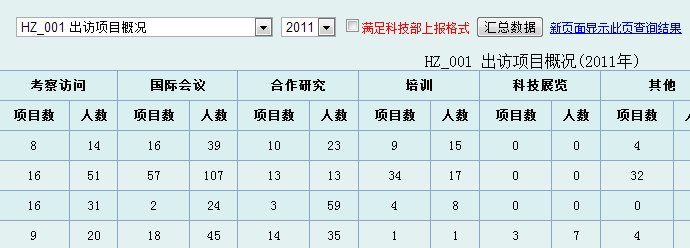 HZ_001 出访项目概况 2011 满足科技部上报格式 汇总数据 新页面显示此页查询结果
HZ_001 出访项目概况(2011年)
考察访问 国际会议 合作研究 培训 科技展览 其他
项目数 人数 项目数 人数 项目数 人数 项目数 人数 项目数 人数 项目数
8 14 16 39 10 23 9 15 0 0 4
16 51 57 107 13 13 34 17 0 0 32
16 31 2 24 3 59 4 8 0 0 0
9 20 18 45 14 35 1 1 3 7 4